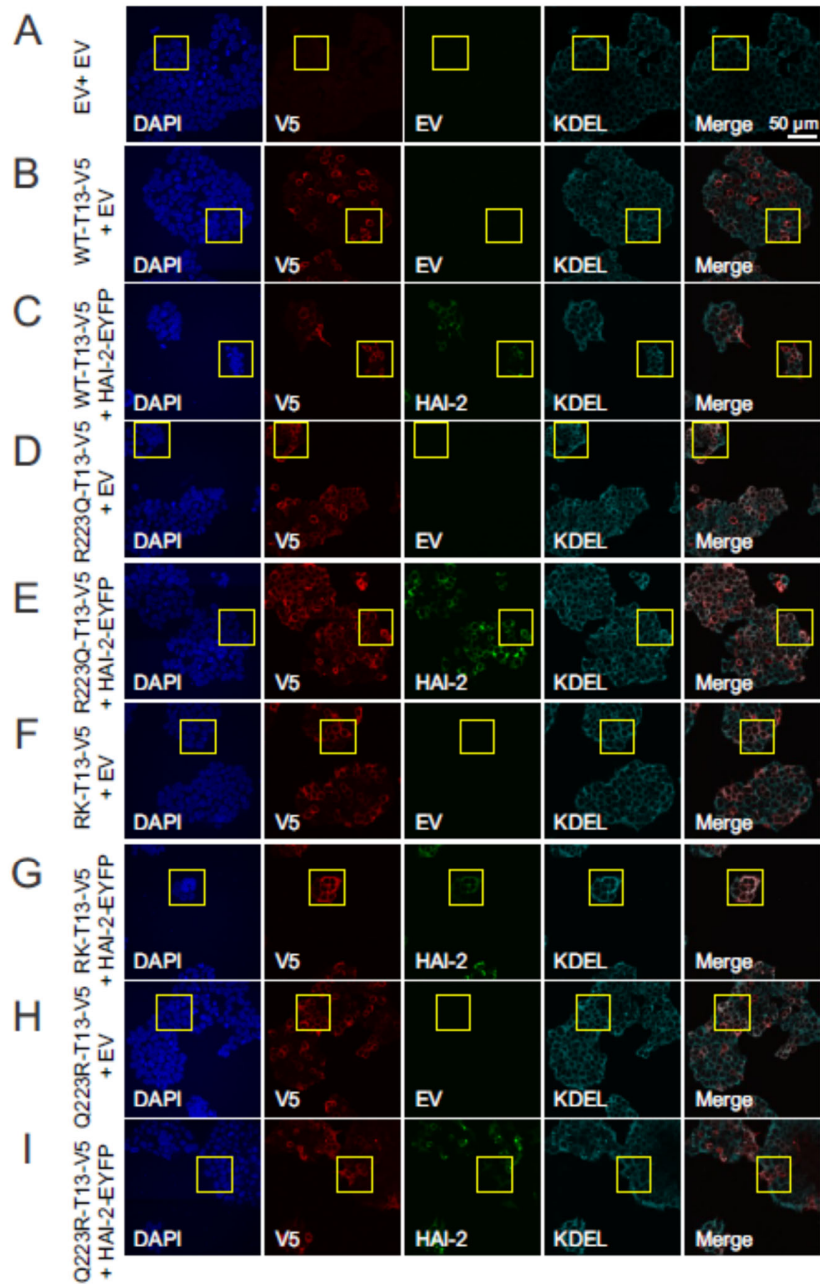 A
EV+ EV
DAPI
V5
EV
KDEL
Merge
50 µm
B
WT-T13-V5
+ EV
DAPI
V5
EV
KDEL
Merge
C
WT-T13-V5
+ HAI-2-EYFP
DAPI
V5
HAI-2
KDEL
Merge
D
R223Q-T13-V5
+ EV
DAPI
V5
EV
KDEL
Merge
E
R223Q-T13-V5
+ HAI-2-EYFP
DAPI
V5
HAI-2
KDEL
Merge
F
RK-T13-V5
+ EV
DAPI
V5
EV
KDEL
Merge
G
RK-T13-V5
+ HAI-2-EYFP
DAPI
V5
HAI-2
KDEL
Merge
H
Q223R-T13-V5
+ EV
DAPI
V5
EV
KDEL
Merge
I
Q223R-T13-V5
+ HAI-2-EYFP
DAPI
V5
HAI-2
KDEL
Merge